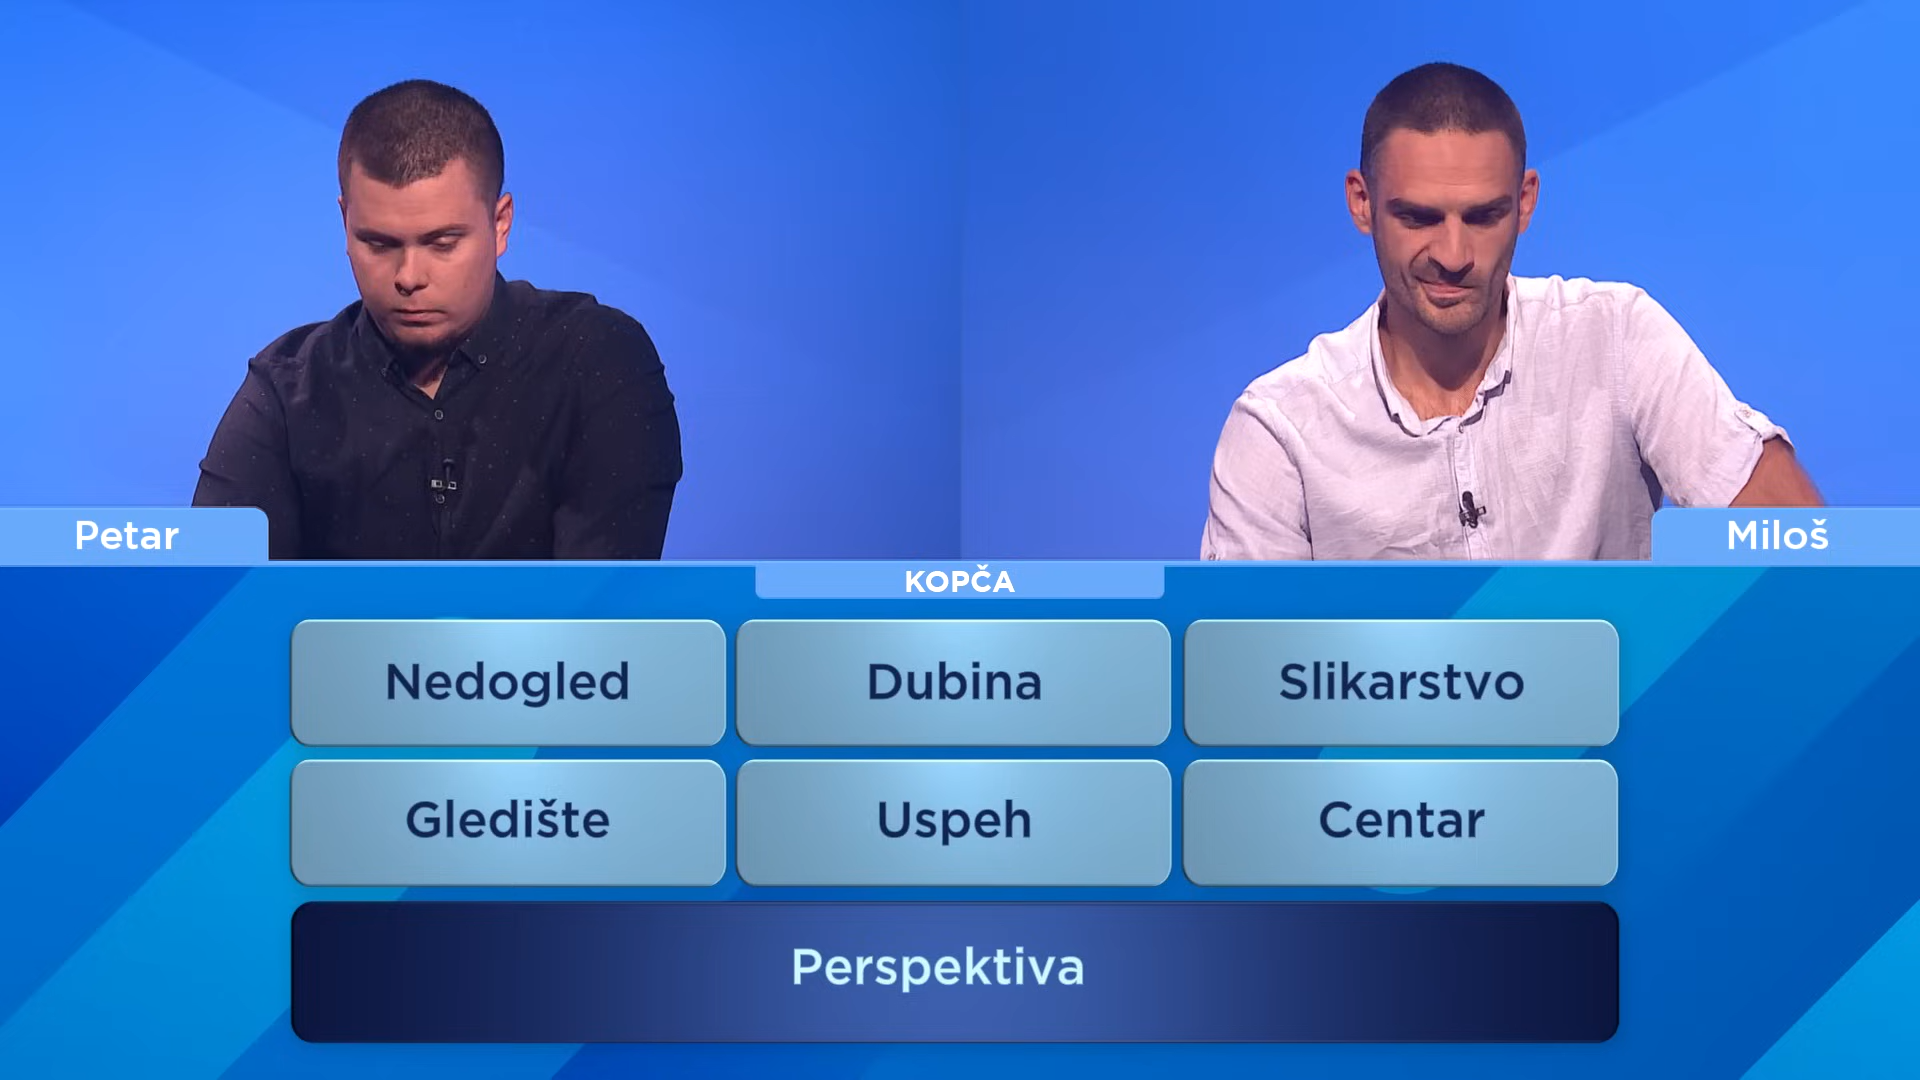 Petar
Miloš
KOPČA
Nedogled
Dubina
Slikarstvo
Gledište
Uspeh
Centar
Perspektiva